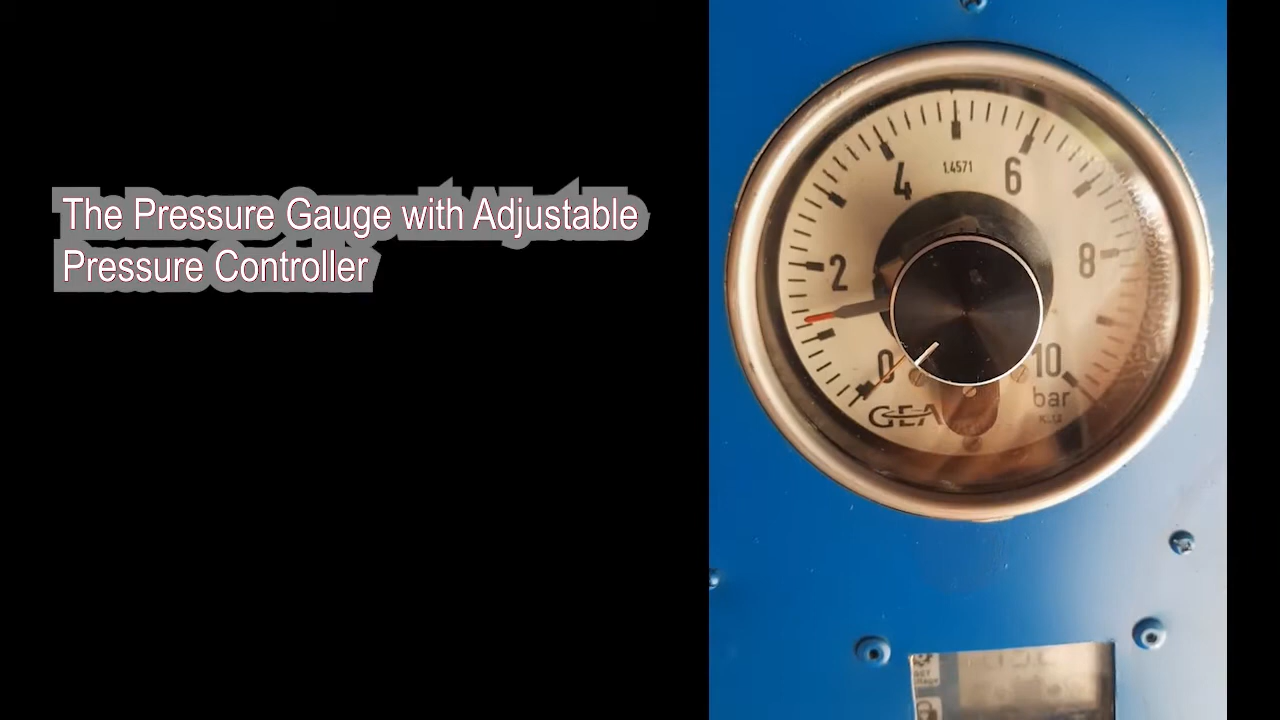 The Pressure Gauge with Adjustable
Pressure Controller
1.4571
4
6
2
8
0
10
bar
GEA